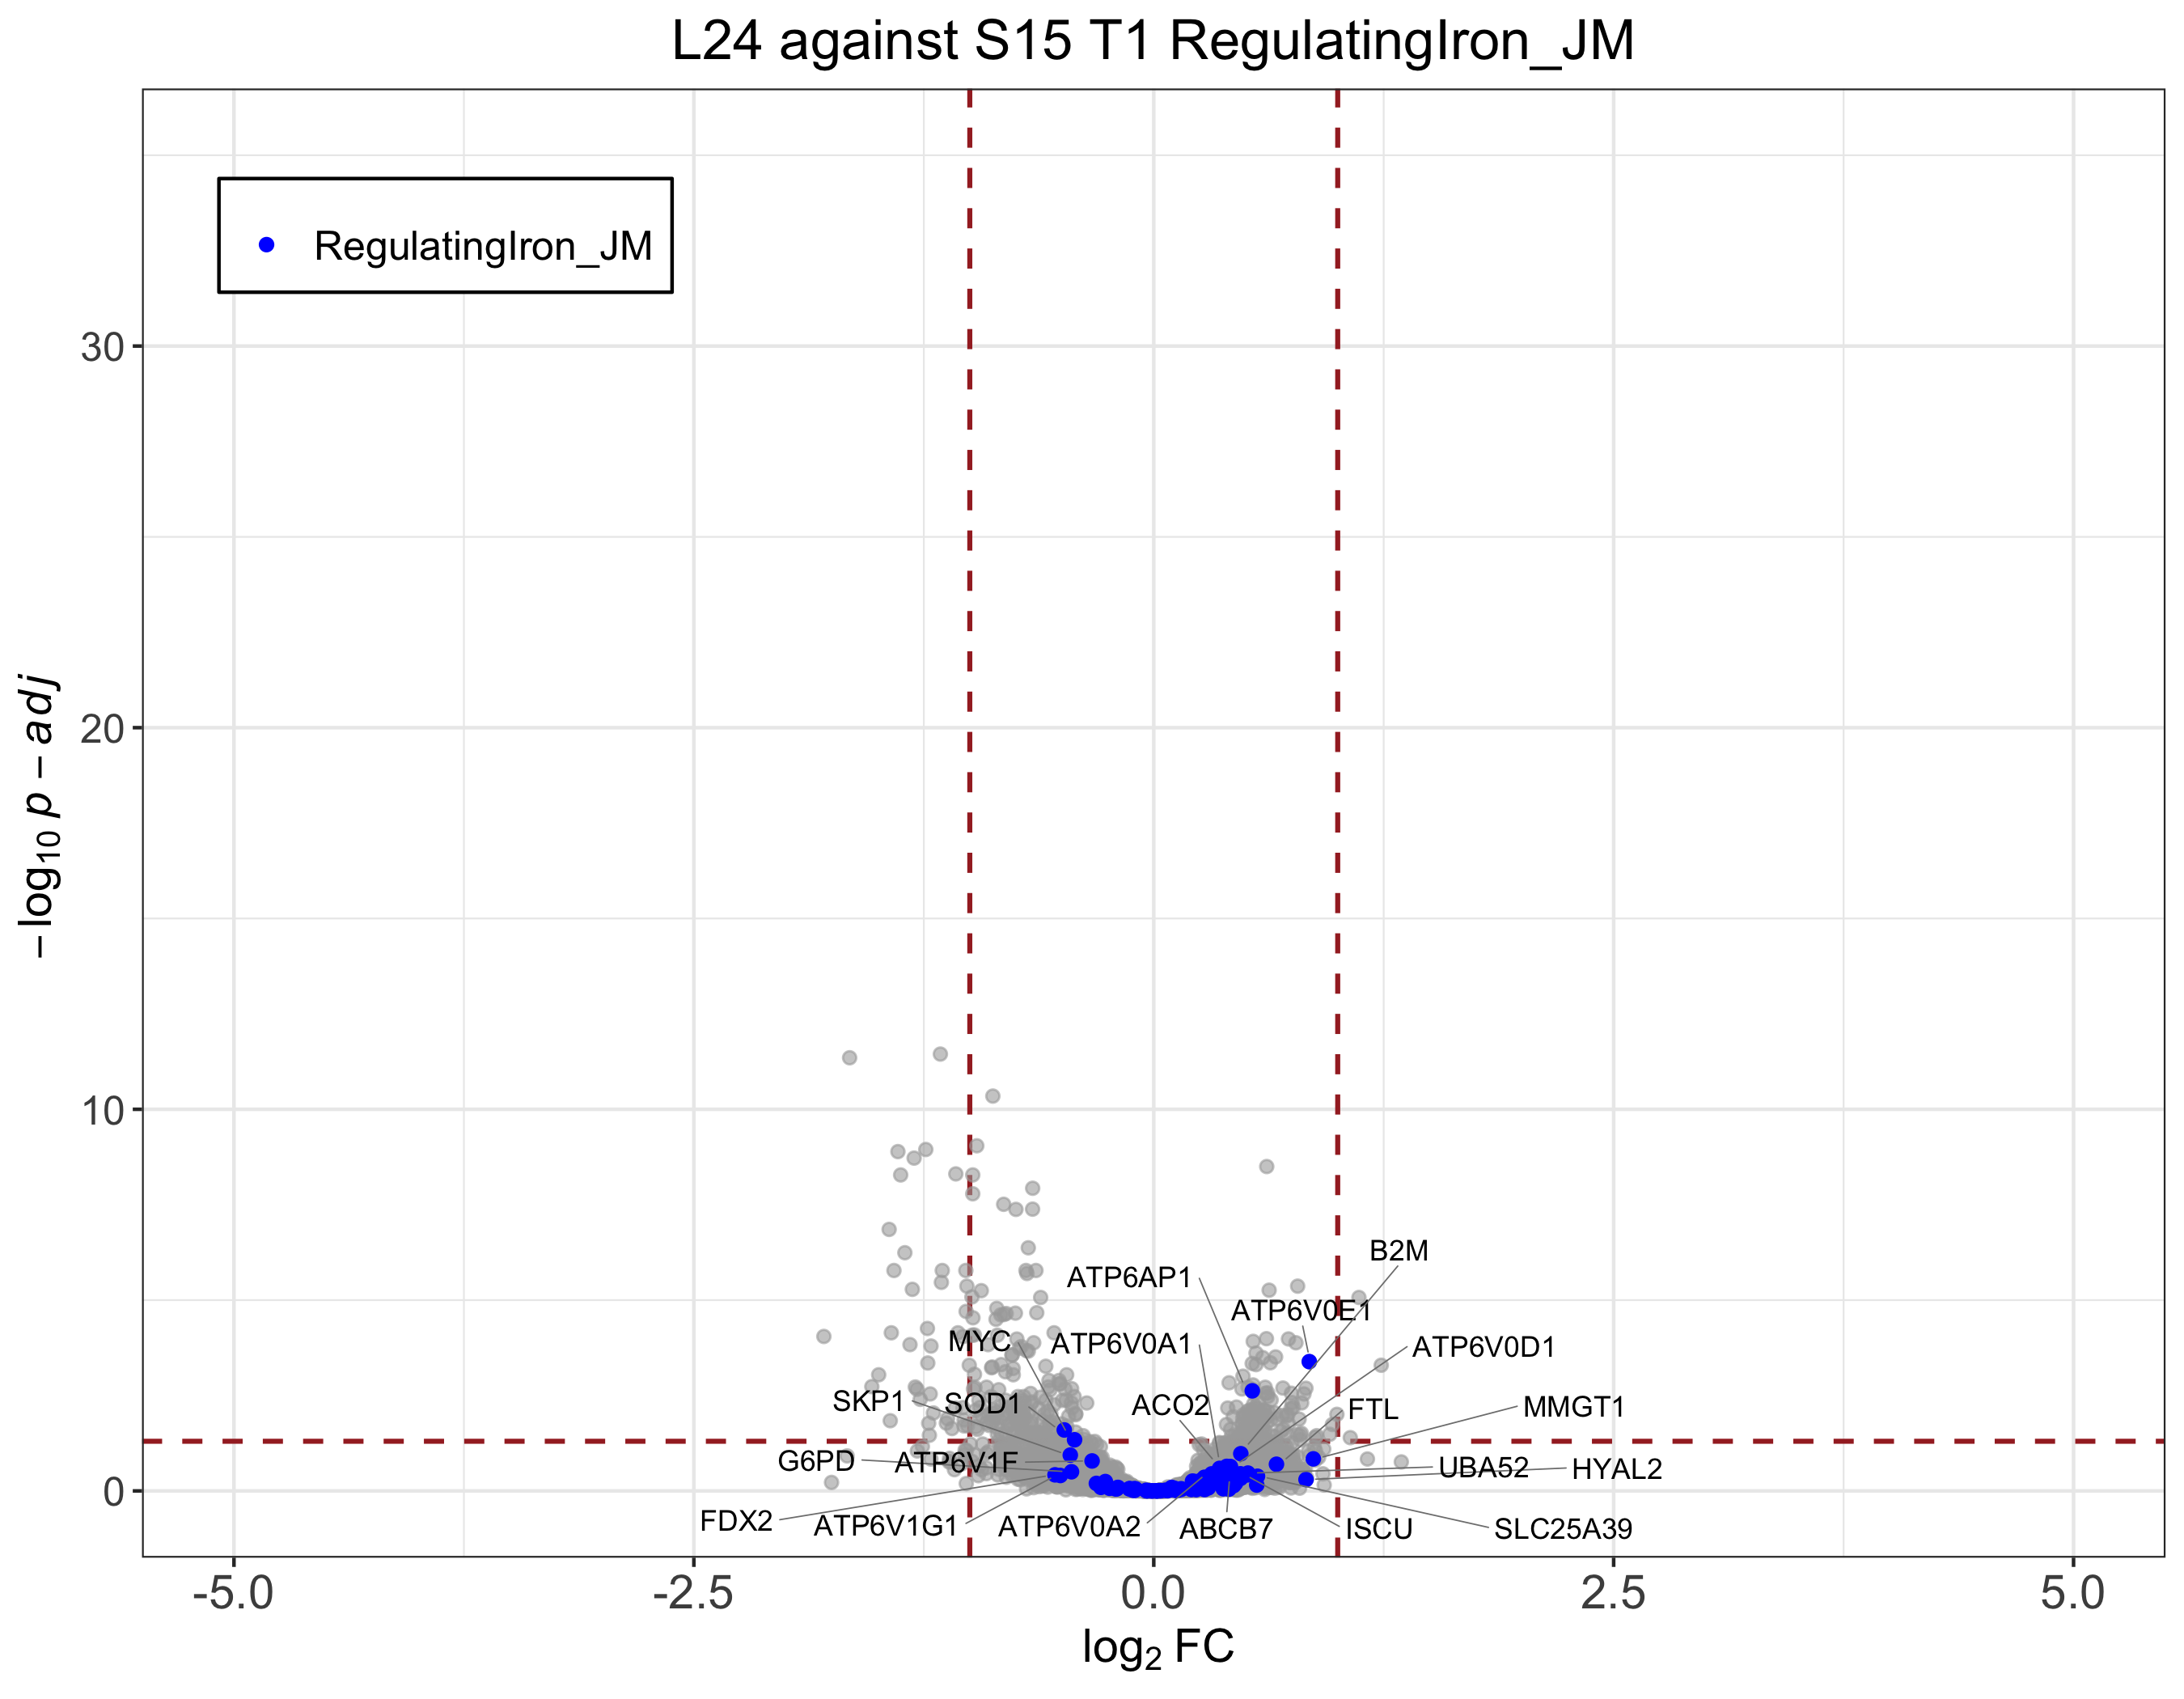 L24 against S15 T1 RegulatingIron_JM
RegulatingIron_JM
30
20
10
0
−log10 p − adj
B2M
ATP6AP1
ATP6V0E1
MYC
ATP6V0A1
ATP6V0D1
SKP1
SOD1
ACO2
FTL
MMGT1
G6PD
ATP6V1F
UBA52
HYAL2
FDX2
ATP6V1G1
ATP6V0A2
ABCB7
ISCU
SLC25A39
-5.0
-2.5
0.0
2.5
5.0
log2 FC